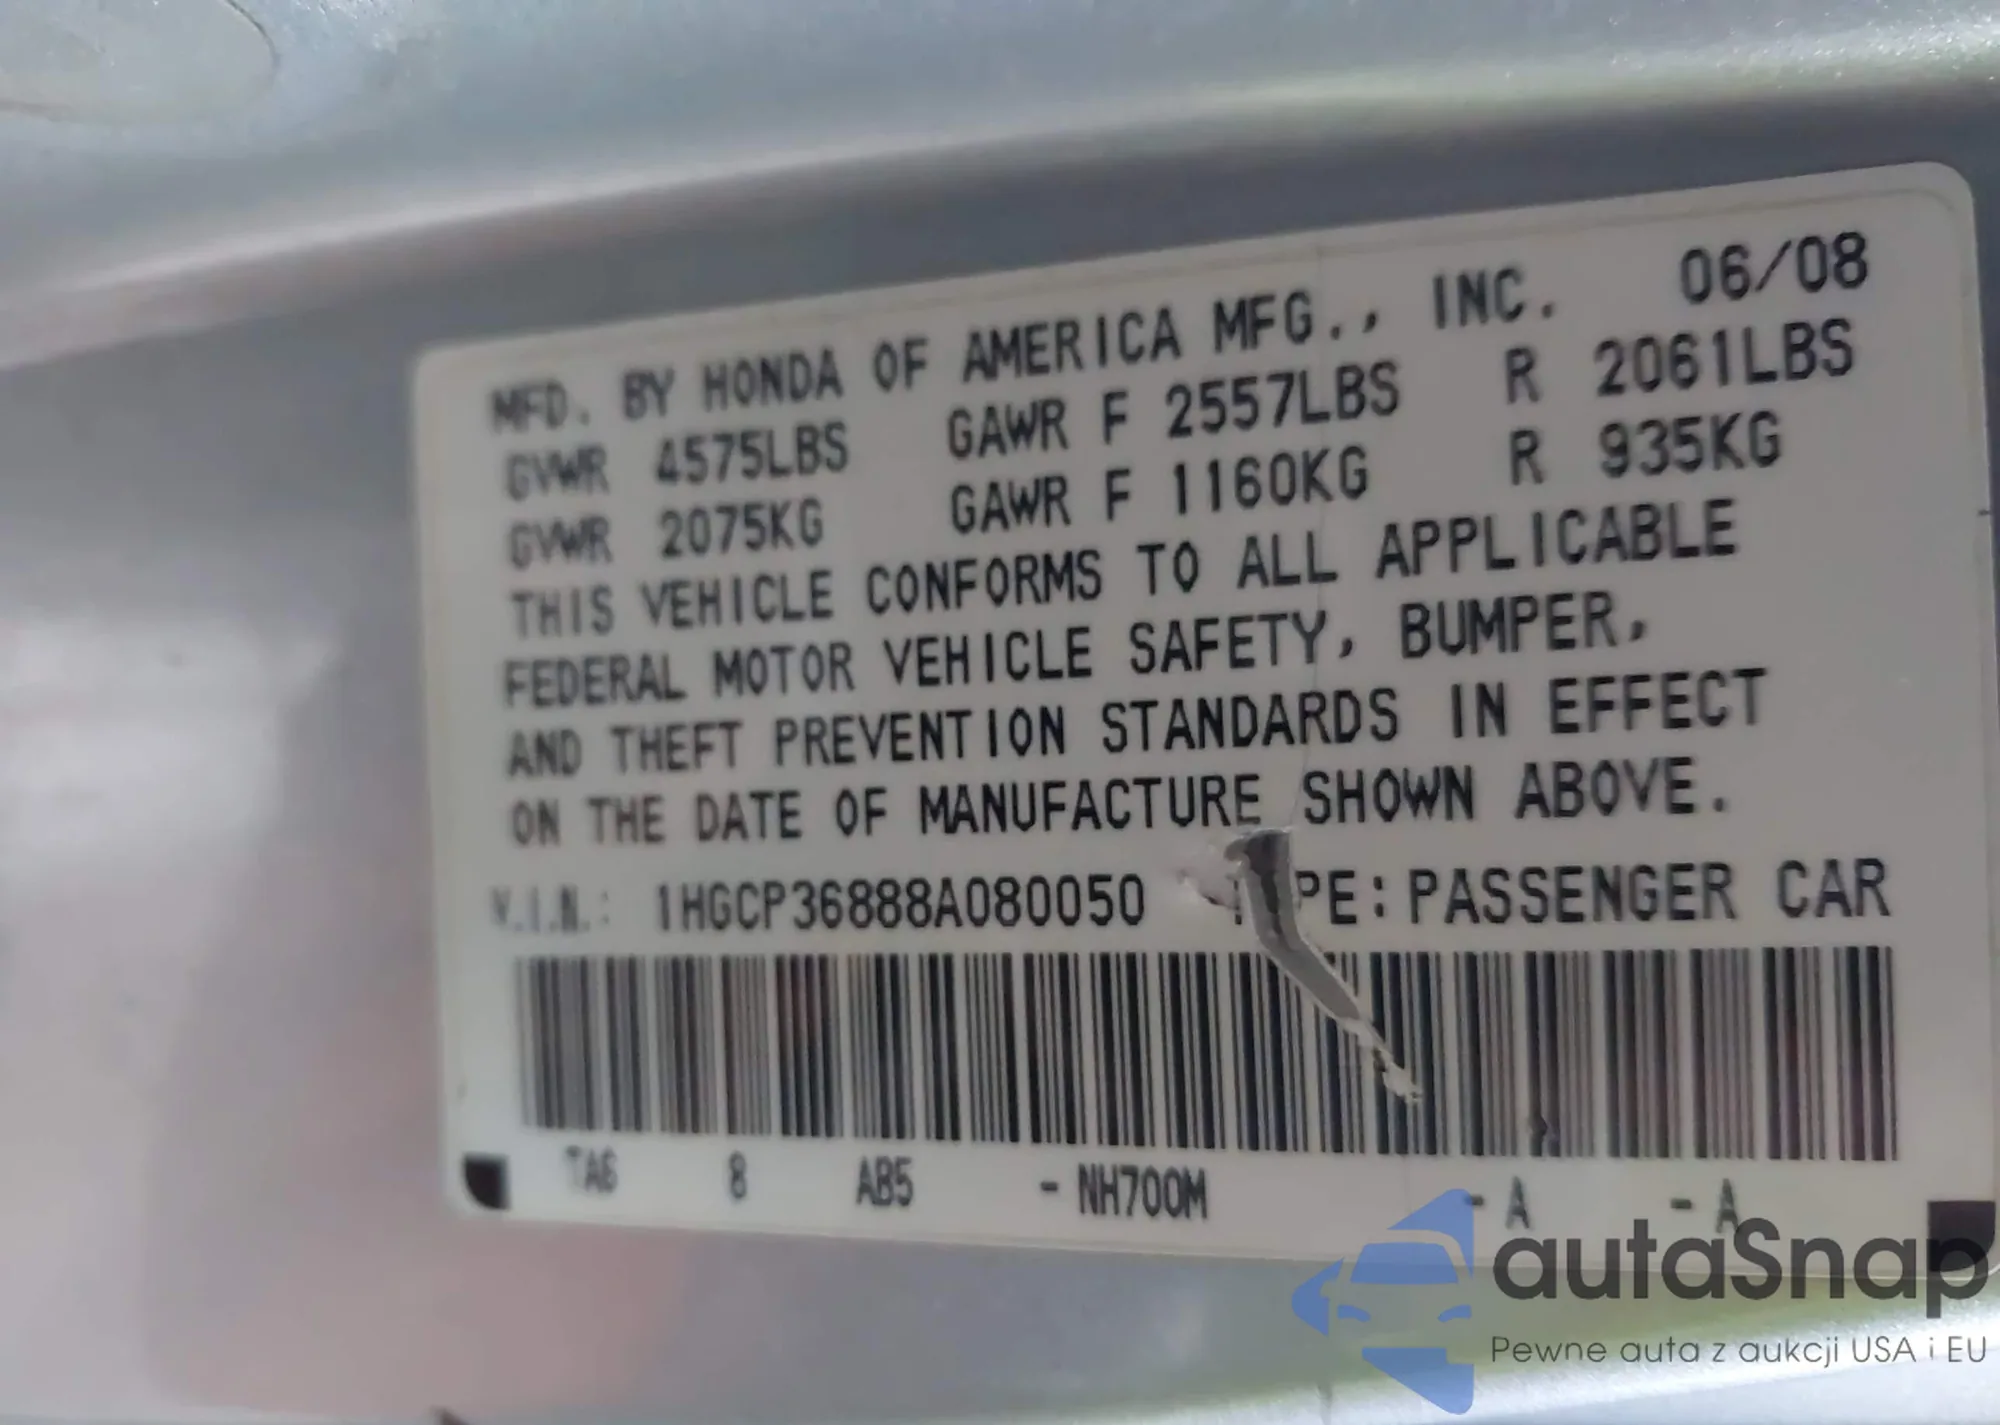 MFD. BY HONDA OF AMERICA MFG., INC. 06/08
GVWR 4575LBS GAWR F 2557LBS R 2061LBS
GVWR 2075KG GAWR F 1160KG R 935KG
THIS VEHICLE CONFORMS TO ALL APPLICABLE
FEDERAL MOTOR VEHICLE SAFETY, BUMPER,
AND THEFT PREVENTION STANDARDS IN EFFECT
ON THE DATE OF MANUFACTURE SHOWN ABOVE.
V.I.N.: 1HGCP36888A080050 PE: PASSENGER CAR
TA6 8 AB5 - NH700M - A - A
autaSnap
Pewne auta z aukcji USA i EU